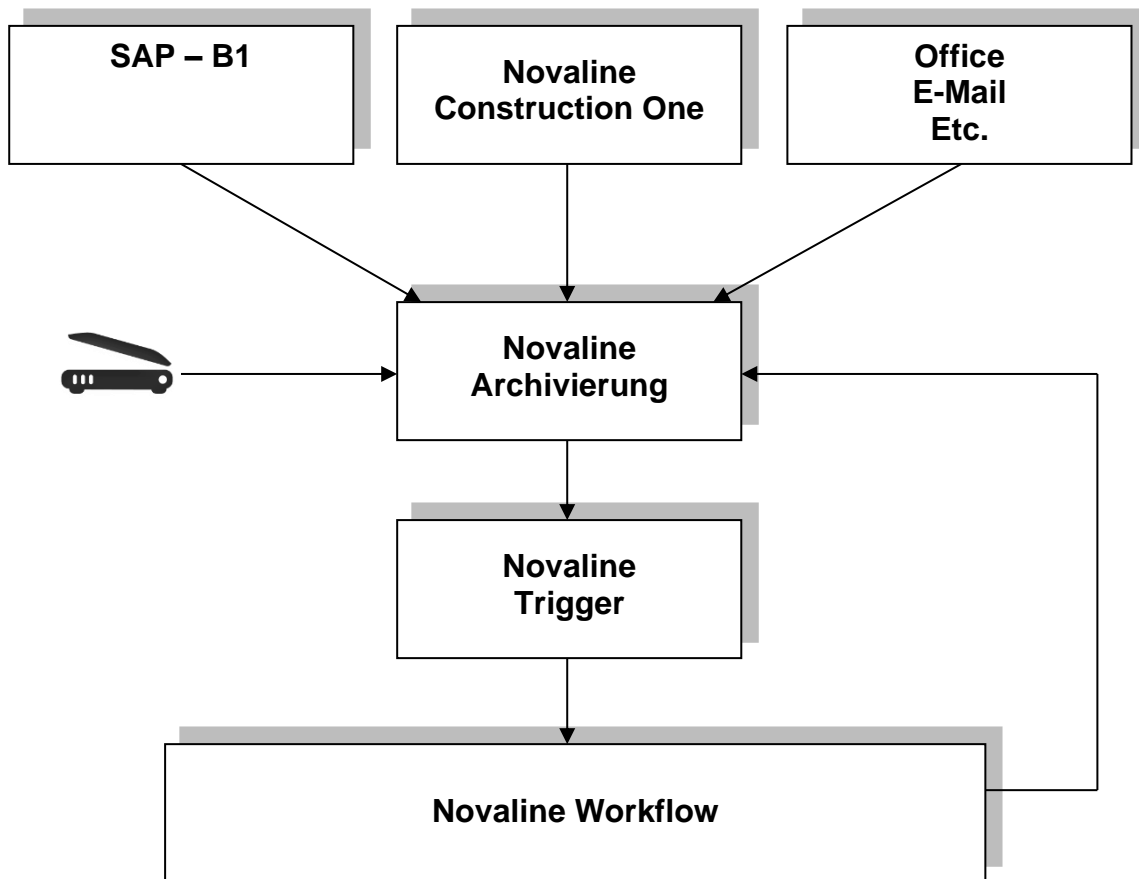 SAP – B1
Novaline
Construction One
Office
E-Mail
Etc.
Novaline
Archivierung
Novaline
Trigger
Novaline Workflow